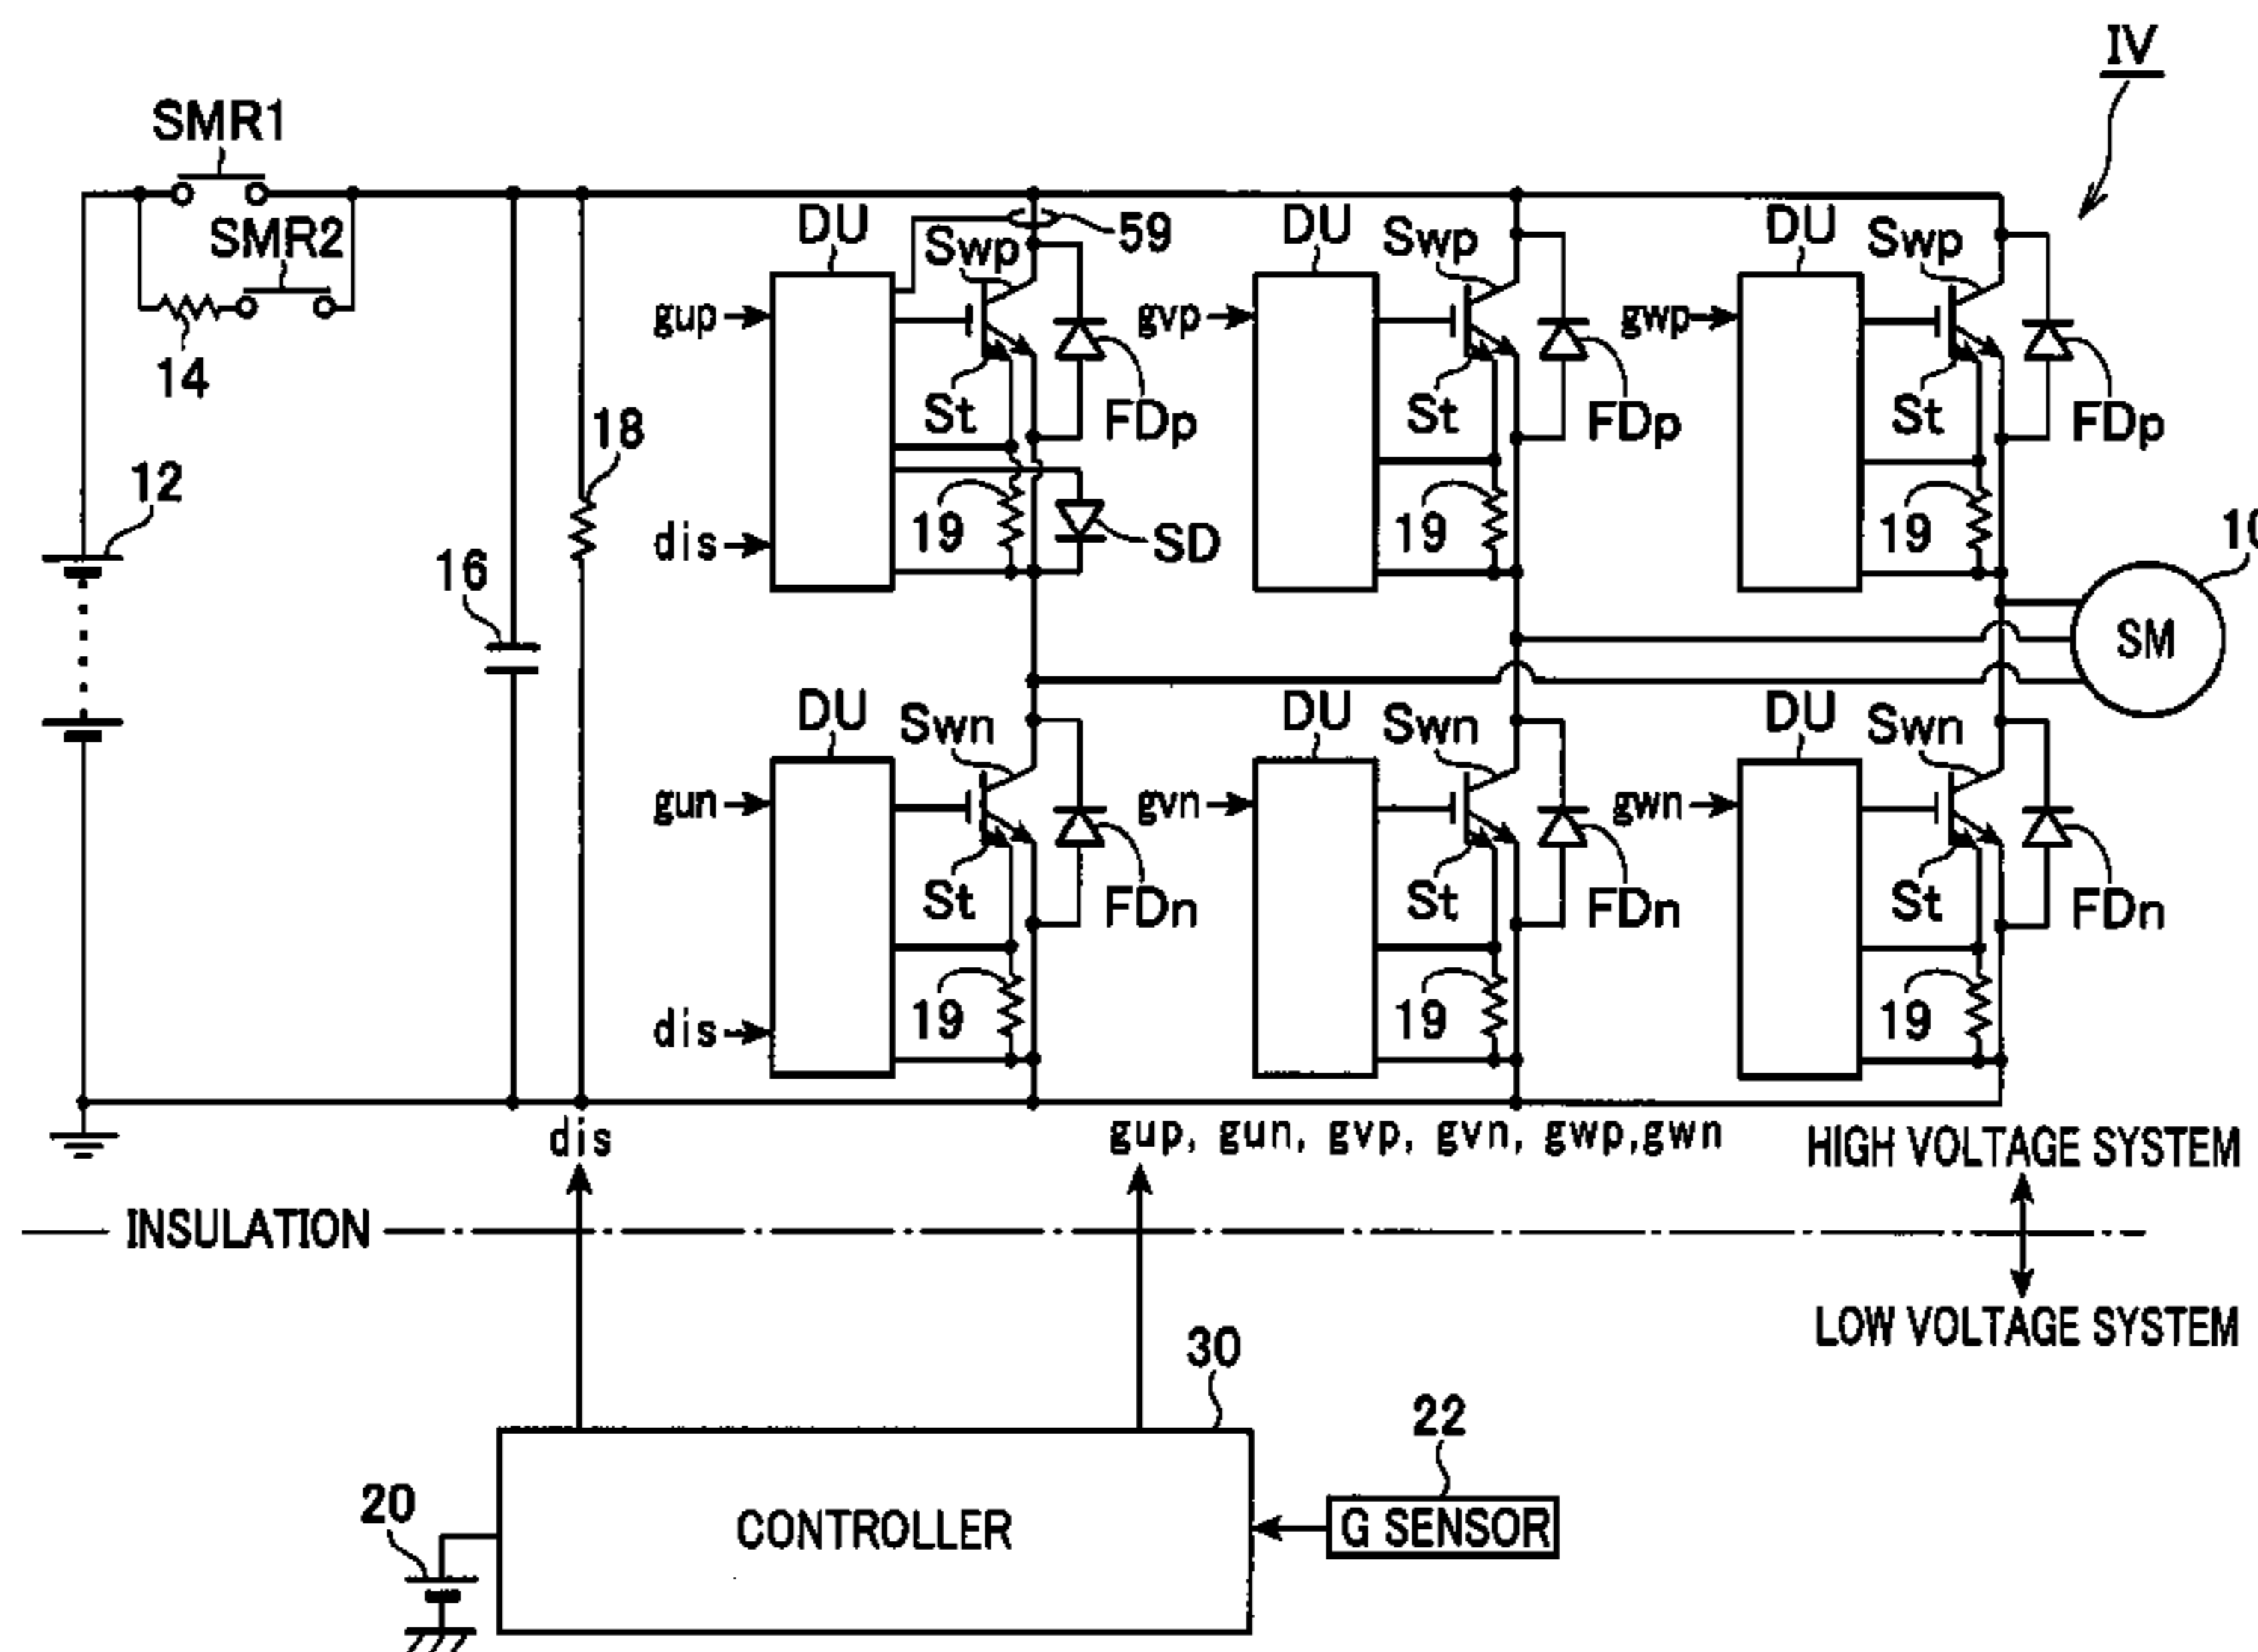 IV
SMR1
SMR2
14
12
16
18
DU Swp 59
gup
St FDp
19 SD
dis
DU Swp
gvp
St FDp
19
DU Swp
gwp
St FDp
19
SM
DU Swn
gun
St FDn
19
dis
DU Swn
gvn
St FDn
19
DU Swn
gwn
St FDn
19
dis
gup, gun, gvp, gvn, gwp,gwn
HIGH VOLTAGE SYSTEM
INSULATION
LOW VOLTAGE SYSTEM
30
22
20
CONTROLLER
G SENSOR